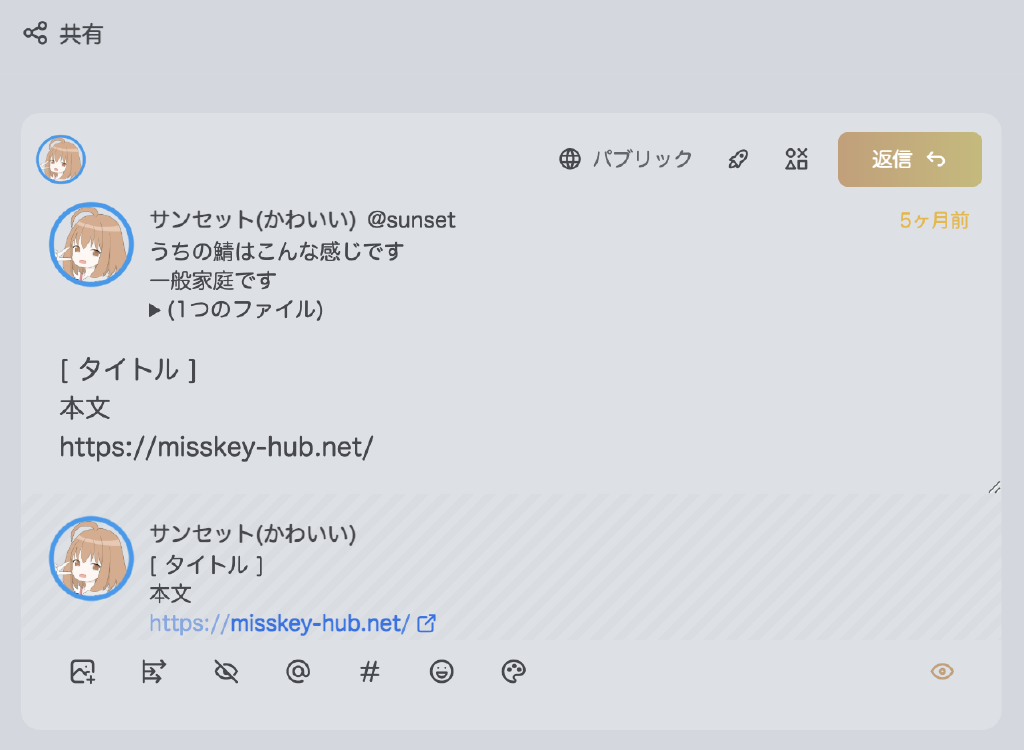 共有
パブリック
返信
サンセット(かわいい) @sunset
5ヶ月前
うちの鯖はこんな感じです
一般家庭です
▶ (1つのファイル)
[ タイトル ]
本文
https://misskey-hub.net/
サンセット(かわいい)
[ タイトル ]
本文
https://misskey-hub.net/